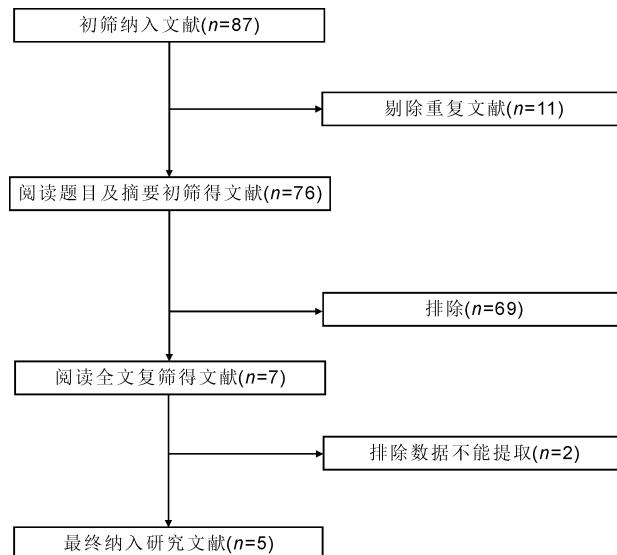 初筛纳入文献(n=87)
剔除重复文献(n=11)
阅读题目及摘要初筛得文献(n=76)
排除(n=69)
阅读全文复筛得文献(n=7)
排除数据不能提取(n=2)
最终纳入研究文献(n=5)